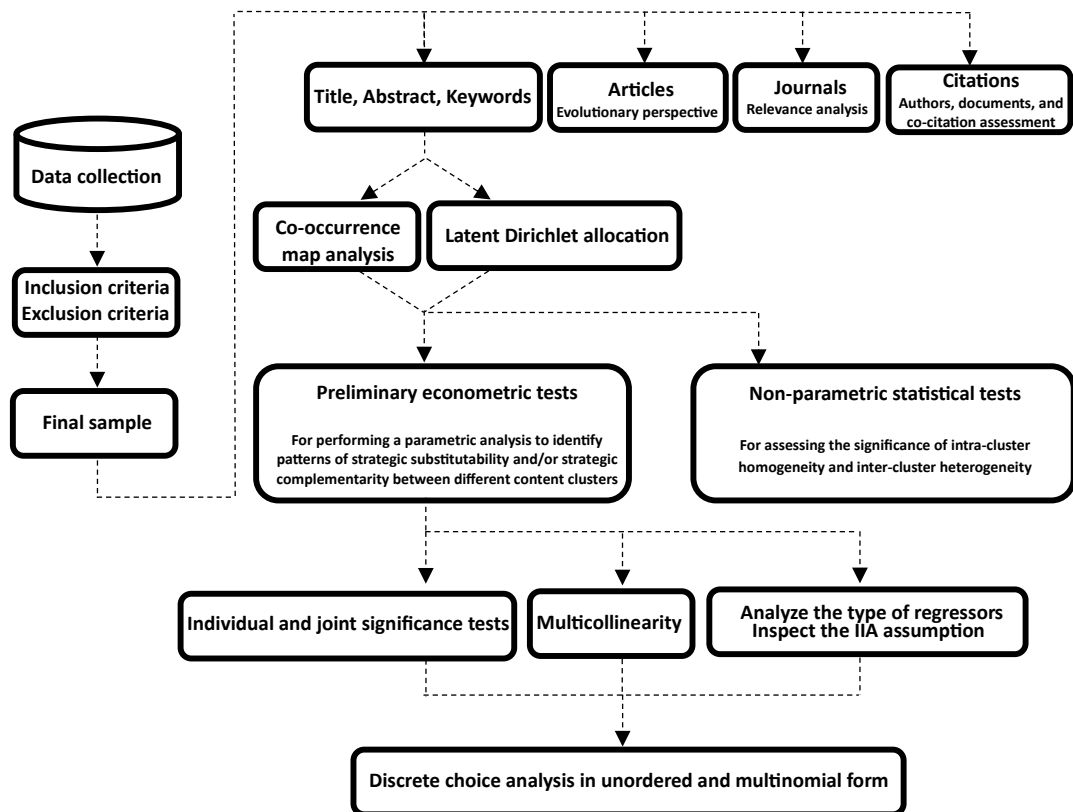 Data collection
Inclusion criteria
Exclusion criteria
Final sample
Title, Abstract, Keywords
Articles
Evolutionary perspective
Journals
Relevance analysis
Citations
Authors, documents, and
co-citation assessment
Co-occurrence
map analysis
Latent Dirichlet allocation
Preliminary econometric tests
For performing a parametric analysis to identify
patterns of strategic substitutability and/or strategic
complementarity between different content clusters
Non-parametric statistical tests
For assessing the significance of intra-cluster
homogeneity and inter-cluster heterogeneity
Individual and joint significance tests
Multicollinearity
Analyze the type of regressors
Inspect the IIA assumption
Discrete choice analysis in unordered and multinomial form